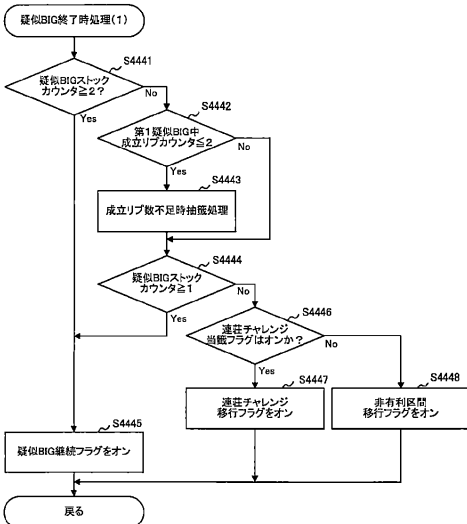 疑似BIG終了時処理(1)
S4441
疑似BIGストック
カウンタ≧2?
No
Yes
S4442
第1疑似BIG中
成立リプカウンタ≦2
No
Yes
S4443
成立リプ数不足時抽籤処理
S4444
疑似BIGストック
カウンタ≧1
No
Yes
S4446
連荘チャレンジ
当籤フラグはオンか?
No
Yes
S4447
連荘チャレンジ
移行フラグをオン
S4448
非有利区間
移行フラグをオン
S4445
疑似BIG継続フラグをオン
戻る